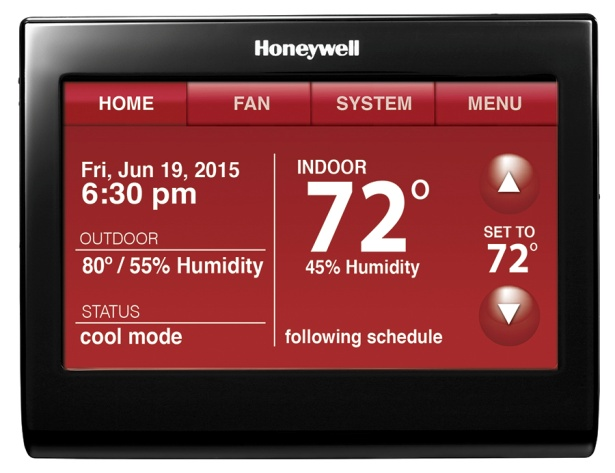 Honeywell
HOME
FAN
SYSTEM
MENU
Fri, Jun 19, 2015
6:30 pm
OUTDOOR
80° / 55% Humidity
STATUS
cool mode
INDOOR
72°
45% Humidity
following schedule
SET TO
72°